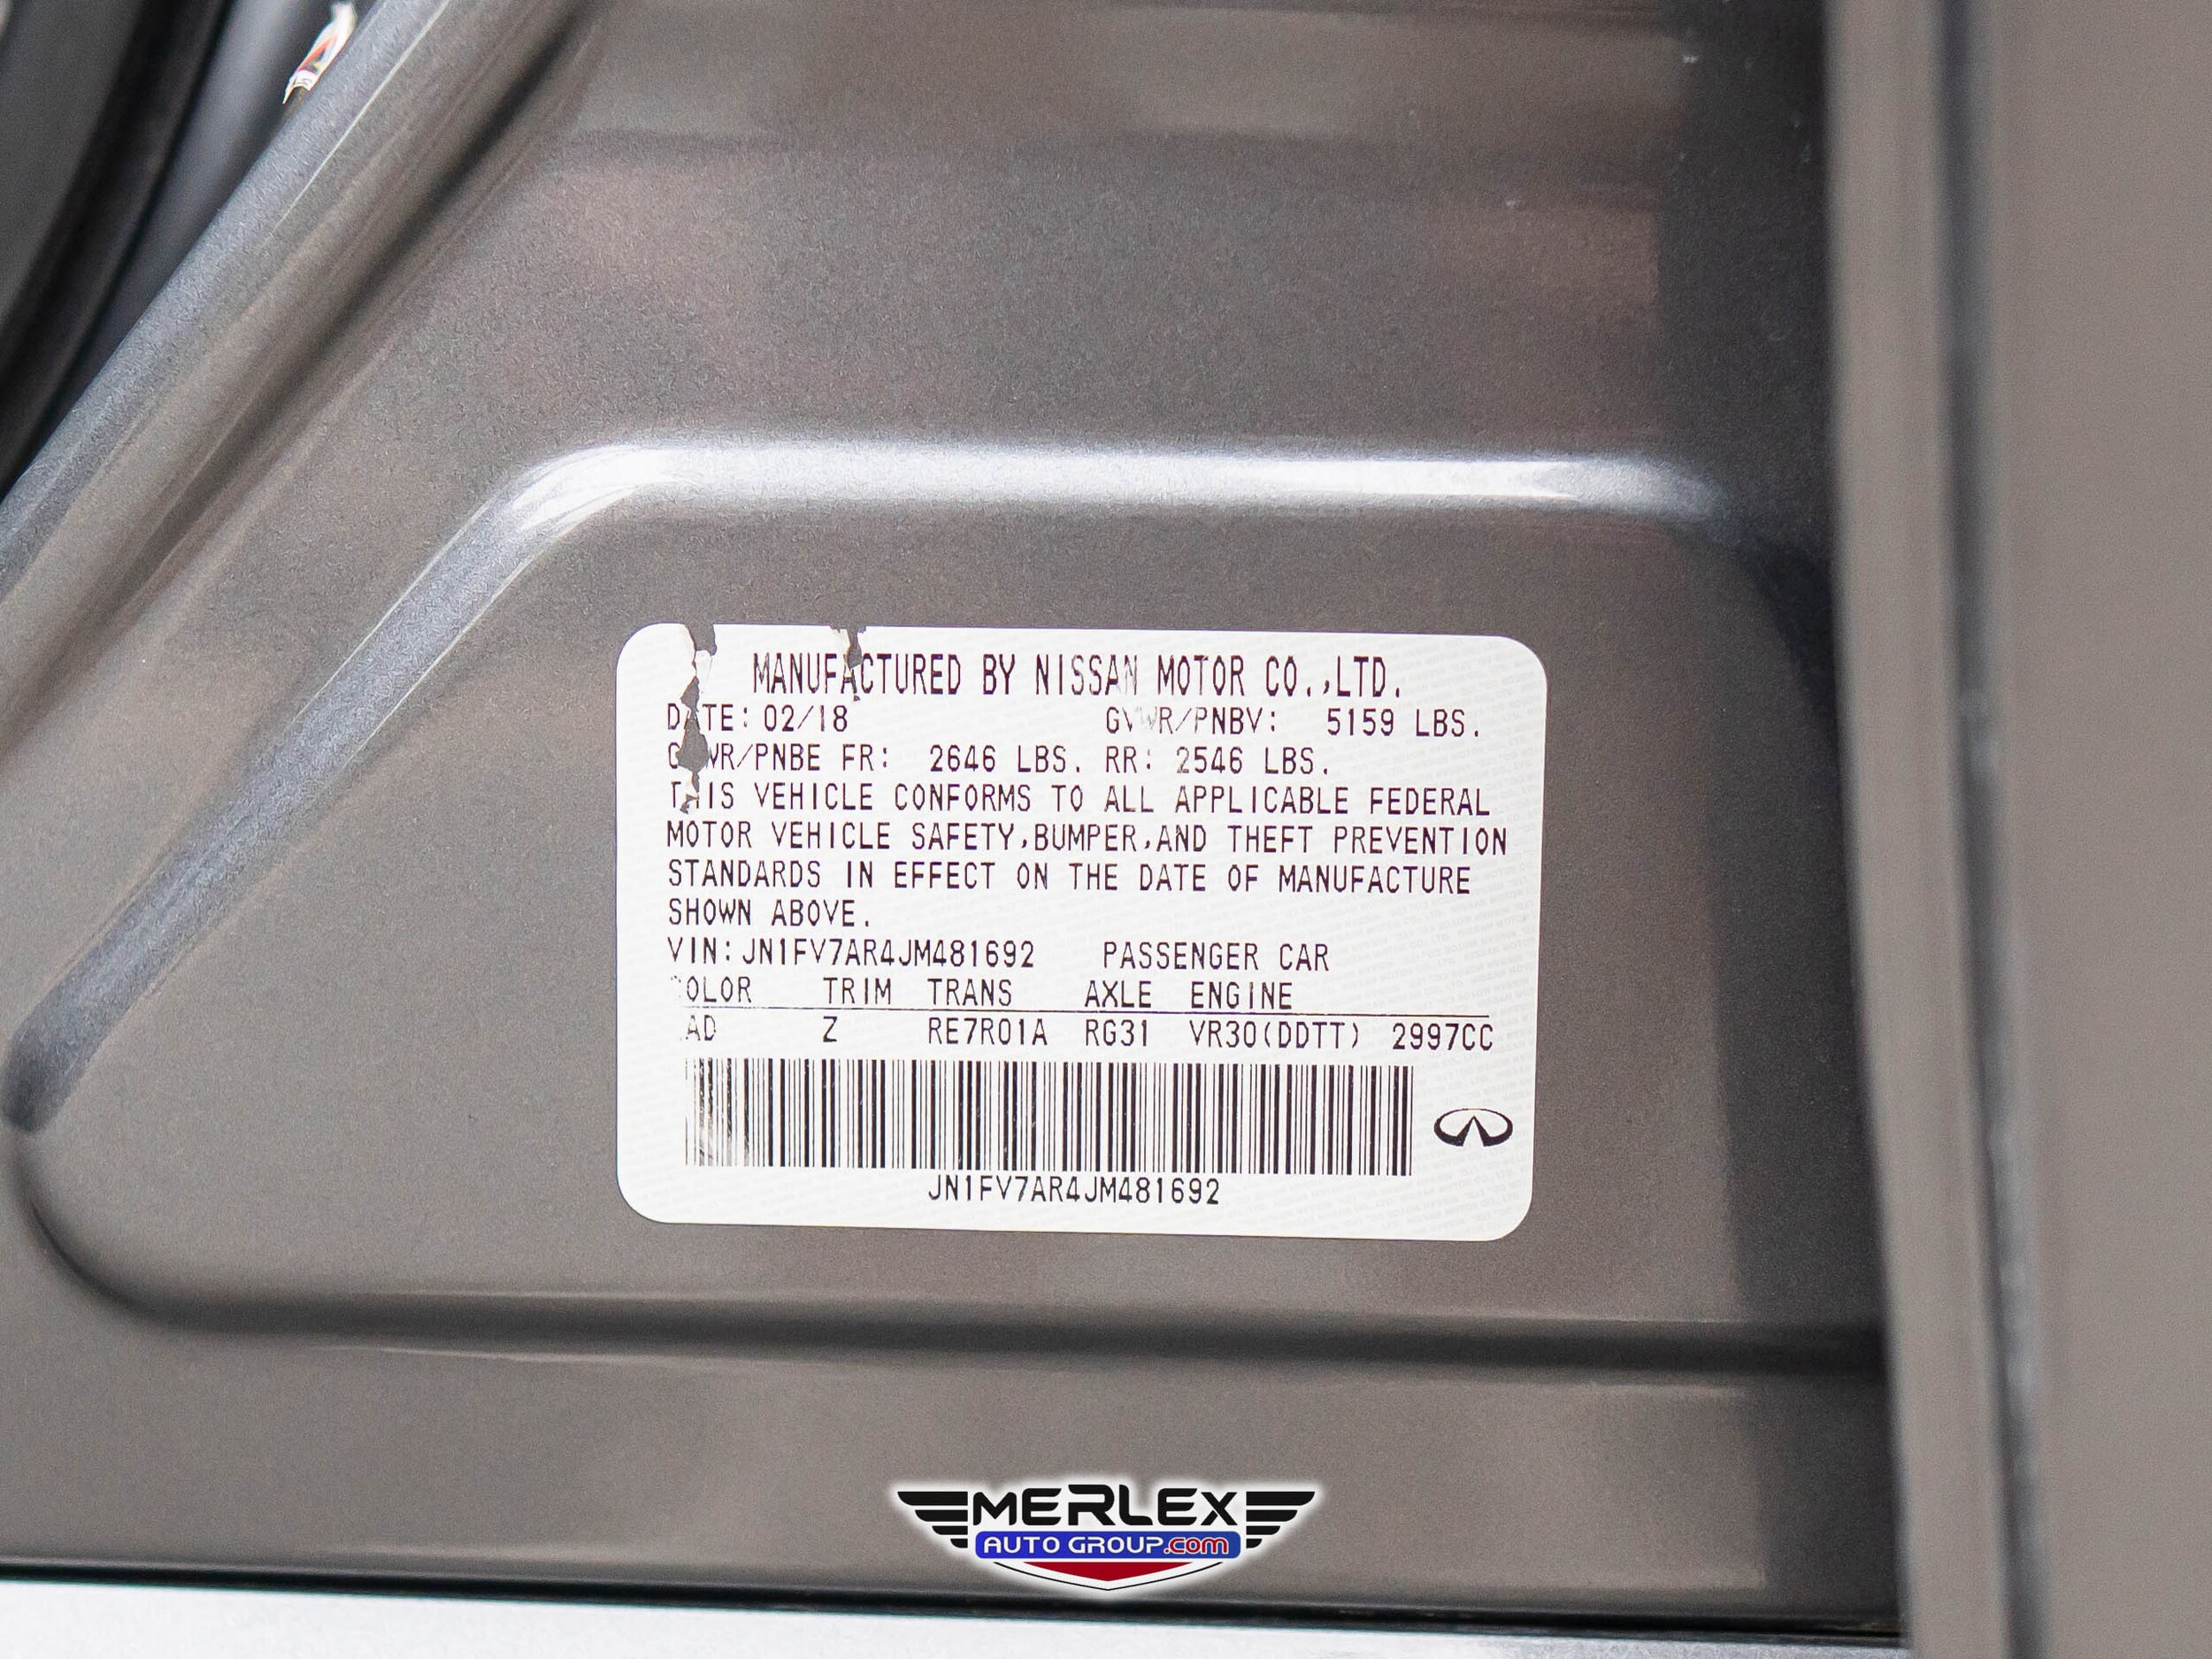 MANUFACTURED BY NISSAN MOTOR CO.,LTD.
DATE: 02/18 GVWR/PNBV: 5159 LBS.
GAWR/PNBE FR: 2646 LBS. RR: 2546 LBS.
THIS VEHICLE CONFORMS TO ALL APPLICABLE FEDERAL
MOTOR VEHICLE SAFETY,BUMPER,AND THEFT PREVENTION
STANDARDS IN EFFECT ON THE DATE OF MANUFACTURE
SHOWN ABOVE.
VIN:JN1FV7AR4JM481692 PASSENGER CAR
COLOR TRIM TRANS AXLE ENGINE
Z RE7R01A RG31 VR30(DDTT) 2997CC
JN1FV7AR4JM481692
MERLEX
AUTO GROUP.com